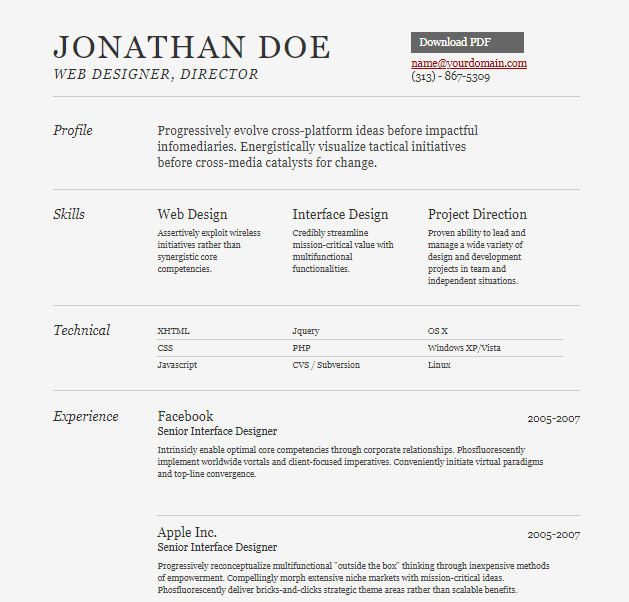 JONATHAN DOE
WEB DESIGNER, DIRECTOR
Download PDF
name@yourdomain.com
(313) - 867-5309
Profile
Progressively evolve cross-platform ideas before impactful
infomediaries. Energistically visualize tactical initiatives
before cross-media catalysts for change.
Skills
Web Design
Assertively exploit wireless
initiatives rather than
synergistic core
competencies.
Interface Design
Credibly streamline
mission-critical value with
multifunctional
functionalities.
Project Direction
Proven ability to lead and
manage a wide variety of
design and development
projects in team and
independent situations.
Technical
XHTML Jquery OS X
CSS PHP Windows XP/Vista
Javascript CVS / Subversion Linux
Experience
Facebook 2005-2007
Senior Interface Designer
Intrinsicly enable optimal core competencies through corporate relationships. Phosfluorescently
implement worldwide vortals and client-focused imperatives. Conveniently initiate virtual paradigms
and top-line convergence.
Apple Inc. 2005-2007
Senior Interface Designer
Progressively reconceptualize multifunctional "outside the box" thinking through inexpensive methods
of empowerment. Compellingly morph extensive niche markets with mission-critical ideas.
Phosfluorescently deliver bricks-and-clicks strategic theme areas rather than scalable benefits.